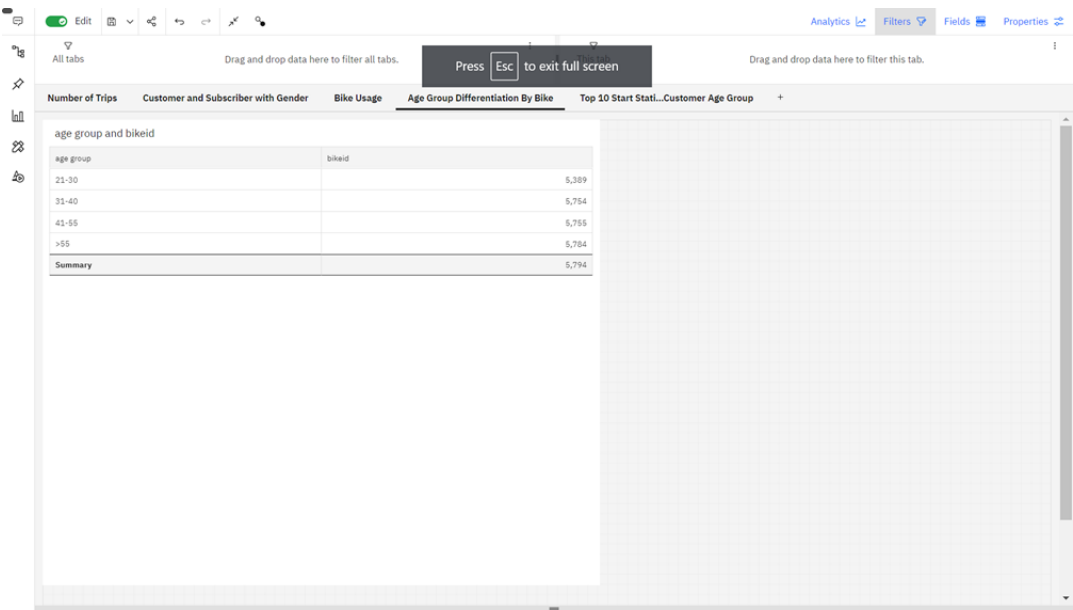 Edit
Analytics Filters Fields Properties
All tabs
Drag and drop data here to filter all tabs.
This tab
Drag and drop data here to filter this tab.
Press Esc to exit full screen
Number of Trips Customer and Subscriber with Gender Bike Usage Age Group Differentiation By Bike Top 10 Start Stati...Customer Age Group +
age group and bikeid
age group bikeid
21-30 5,389
31-40 5,754
41-55 5,755
>55 5,784
Summary 5,794